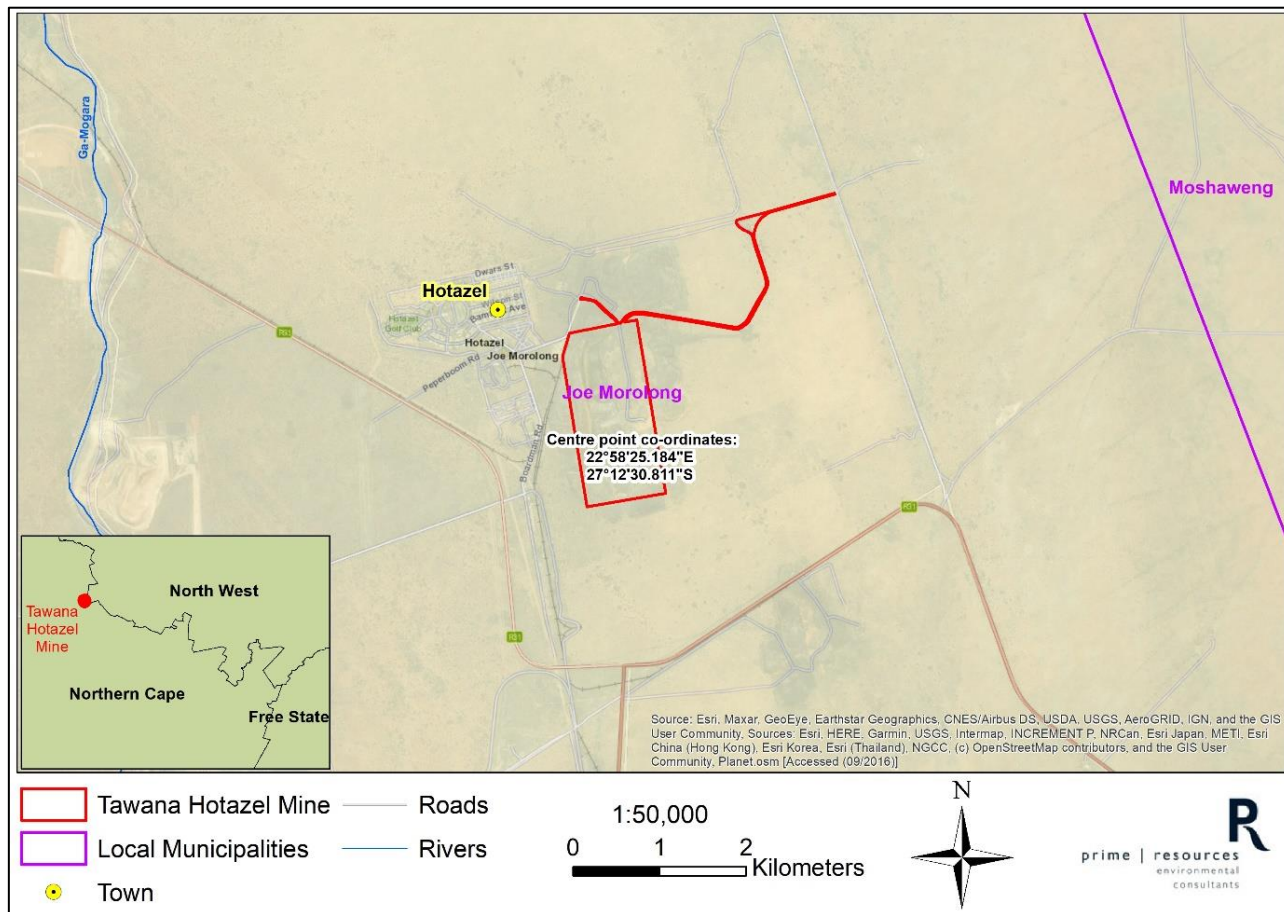 Ga-Mogara
Moshaweng
Dwars St
Hotazel
Hotazel
Golf Club
Hotazel
Joe Morolong
Peperboom Rd
Joe Morolong
Boardman Rd
Centre point co-ordinates:
22°58'25.184"E
27°12'30.811"S
R31
R31
North West
Tawana
Hotazel
Mine
Northern Cape
Free State
Source: Esri, Maxar, GeoEye, Earthstar Geographics, CNES/Airbus DS, USDA, USGS, AeroGRID, IGN, and the GIS
User Community, Sources: Esri, HERE, Garmin, USGS, Intermap, INCREMENT P, NRCan, Esri Japan, METI, Esri
China (Hong Kong), Esri Korea, Esri (Thailand), NGCC, (c) OpenStreetMap contributors, and the GIS User
Community, Planet.osm [Accessed (09/2016)]
Tawana Hotazel Mine
Roads
Local Municipalities
Rivers
Town
1:50,000
0 1 2
Kilometers
N
R
prime | resources
environmental
consultants